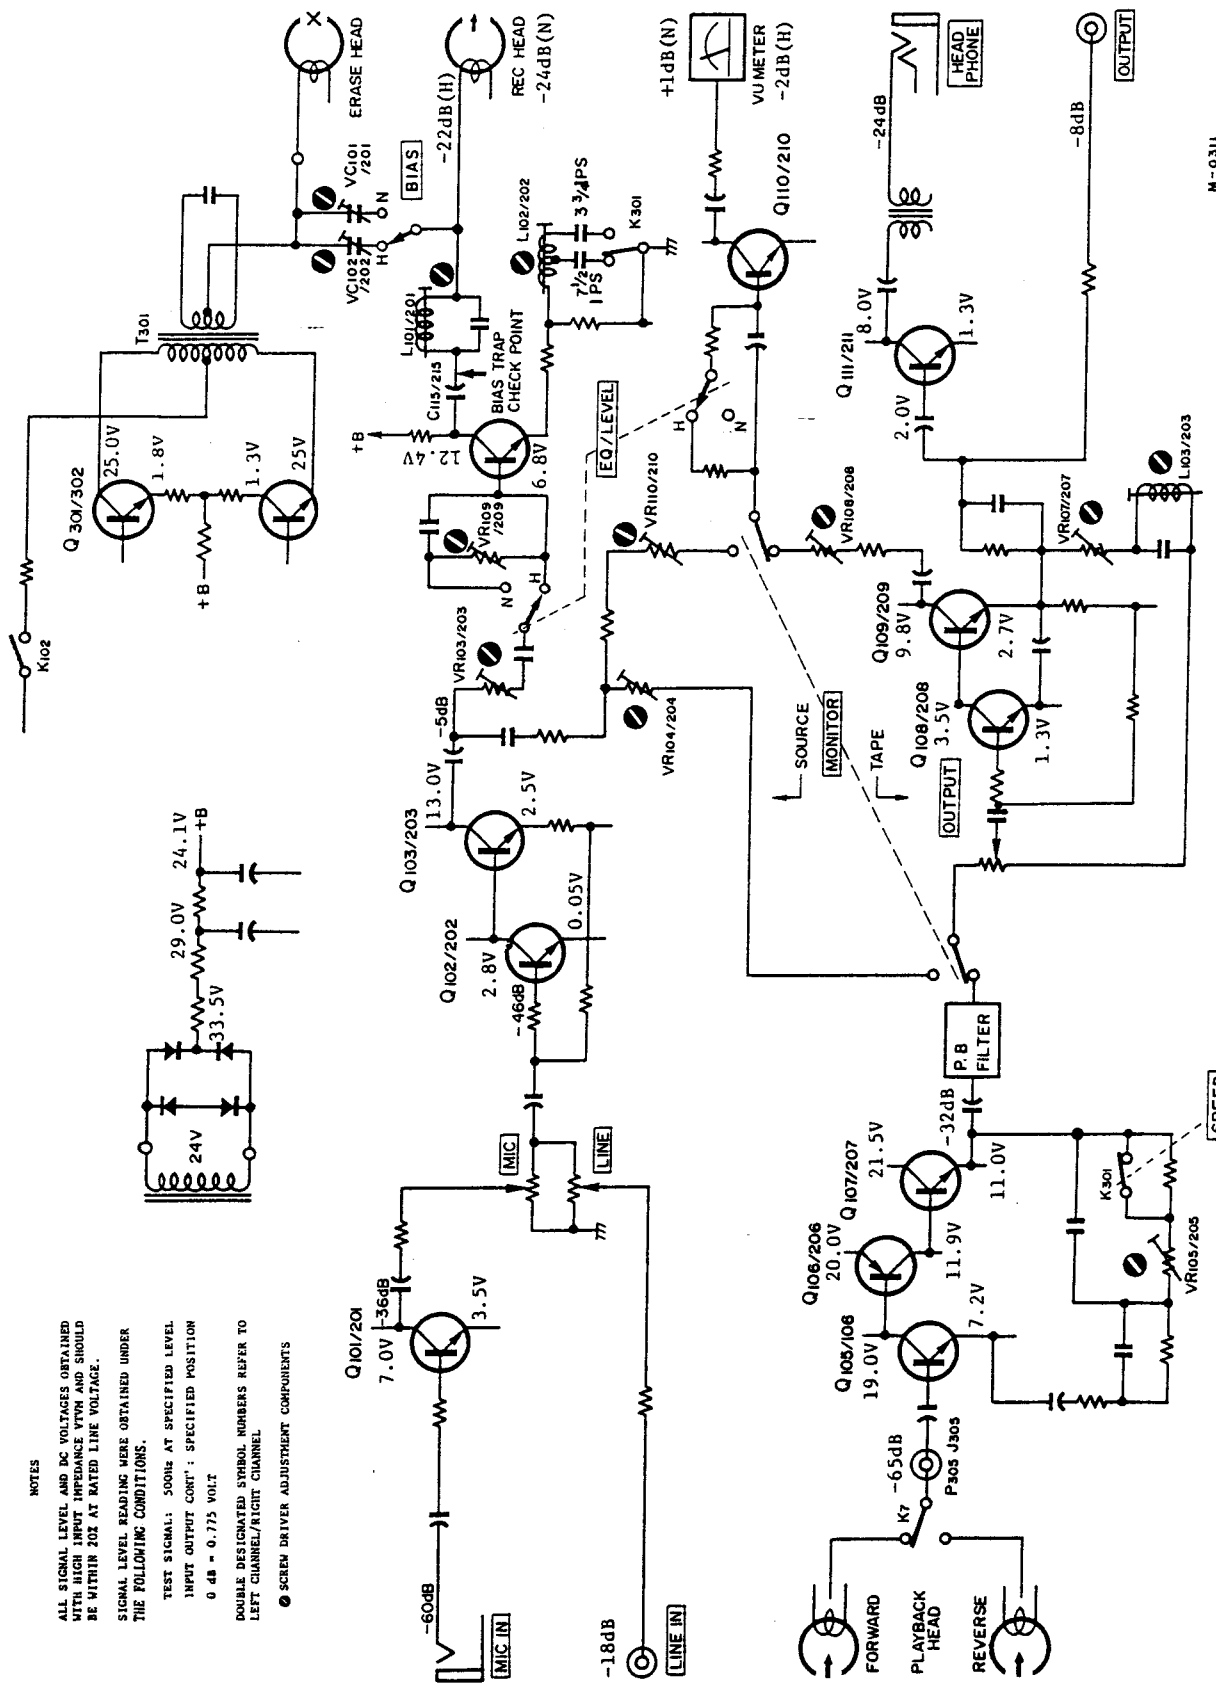 NOTES
ALL SIGNAL LEVEL AND DC VOLTAGES OBTAINED
WITH HIGH INPUT IMPEDANCE VTVM AND SHOULD
BE WITHIN 20% AT RATED LINE VOLTAGE.
SIGNAL LEVEL READING WERE OBTAINED UNDER
THE FOLLOWING CONDITIONS.
TEST SIGNAL: 500Hz AT SPECIFIED LEVEL
INPUT OUTPUT CONT': SPECIFIED POSITION
0 dB = 0.775 VOLT
DOUBLE DESIGNATED SYMBOL NUMBERS REFER TO
LEFT CHANNEL/RIGHT CHANNEL
SCREW DRIVER ADJUSTMENT COMPONENTS
24V
33.5V
29.0V
24.1V
+B
K102
Q301/302
25.0V
1.8V
+B
1.3V
25V
T301
VC101
/201
VC102
/202
H
N
BIAS
ERASE HEAD
REC HEAD
-22dB(H)
-24dB(N)
MIC IN
-60dB
Q101/201
7.0V
-36dB
3.5V
MIC
LINE
LINE IN
-18dB
Q102/202
2.8V
-46dB
0.05V
Q103/203
13.0V
2.5V
-5dB
VR103/203
N
H
VR109
/209
+B
12.4V
6.8V
C115/215
BIAS TRAP
CHECK POINT
L101/201
L102/202
7 1/2
IPS
3 3/4 IPS
K301
EQ/LEVEL
VR104/204
VR110/210
H
N
Q110/210
+1dB(N)
VU METER
-2dB(H)
SOURCE
MONITOR
TAPE
VR108/208
OUTPUT
Q108/208
3.5V
1.3V
Q109/209
9.8V
2.7V
VR107/207
L103/203
Q111/211
2.0V
8.0V
1.3V
-24dB
HEAD
PHONE
-8dB
OUTPUT
FORWARD
PLAYBACK
HEAD
REVERSE
K7
-65dB
P305 J305
Q105/106
19.0V
7.2V
Q106/206
20.0V
11.9V
Q107/207
21.5V
11.0V
-32dB
P.B
FILTER
K301
VR105/205
SPEED
M-0311